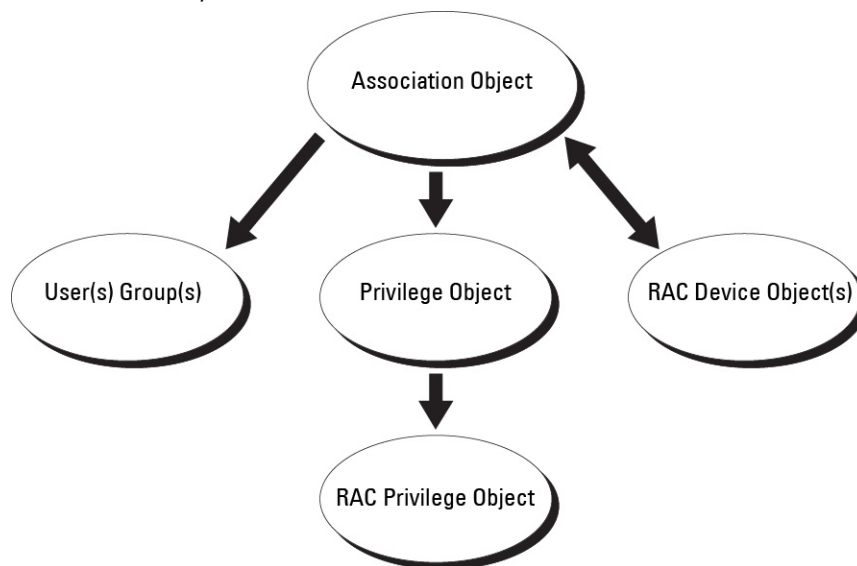 Association Object
User(s) Group(s)
Privilege Object
RAC Device Object(s)
RAC Privilege Object